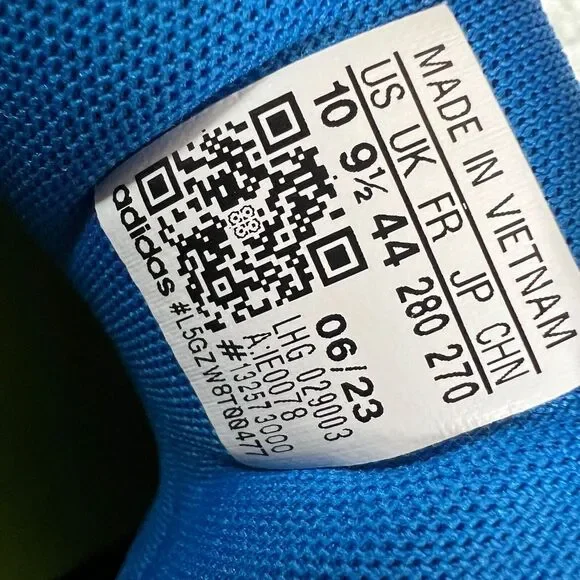 MADE IN VIETNAM
US UK FR JP CHN
10 9½ 44 280 270
06/23
LHG 029003
A:IE0078
#132573000
#L5GZW8T00477
adidas